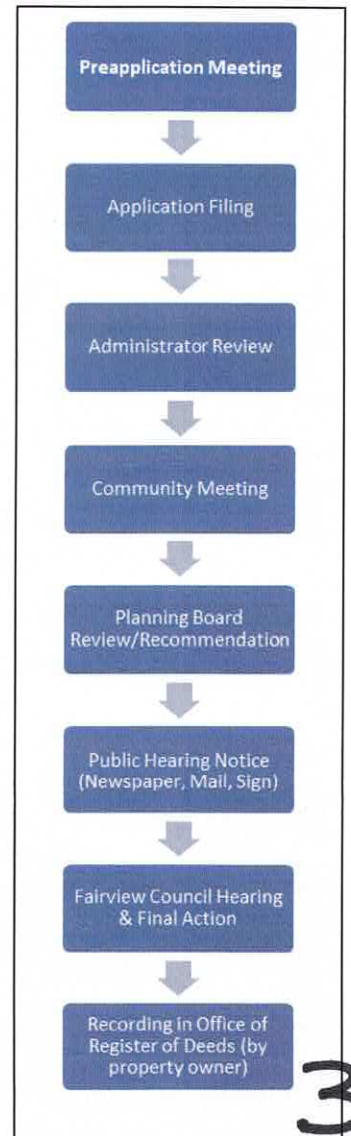 Preapplication Meeting
Application Filing
Administrator Review
Community Meeting
Planning Board
Review/Recommendation
Public Hearing Notice
(Newspaper, Mail, Sign)
Fairview Council Hearing
& Final Action
Recording in Office of
Register of Deeds (by
property owner)
3